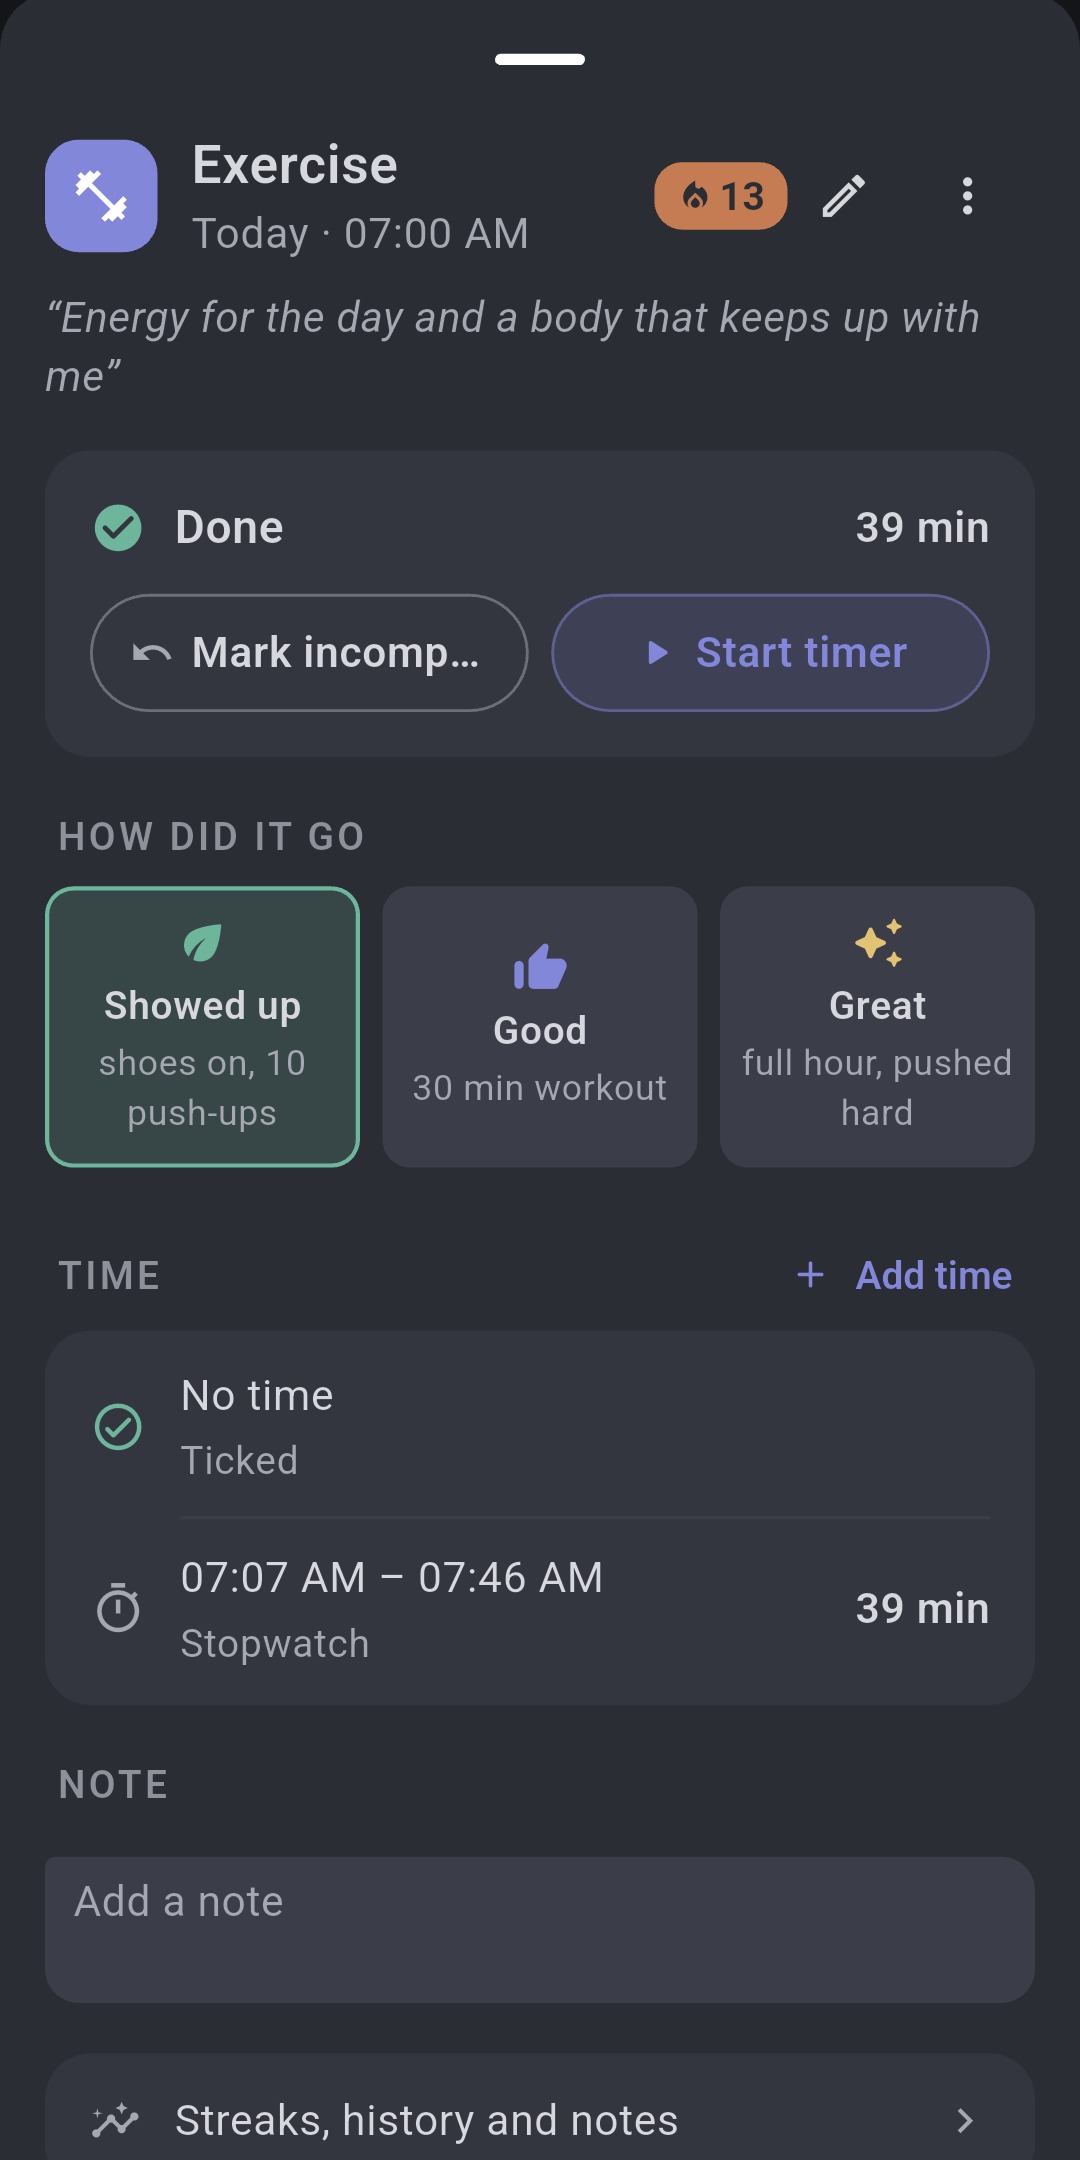 Exercise
Today · 07:00 AM
13
“Energy for the day and a body that keeps up with
me”
Done
39 min
Mark incomp...
Start timer
HOW DID IT GO
Showed up
shoes on, 10
push-ups
Good
30 min workout
Great
full hour, pushed
hard
TIME
Add time
No time
Ticked
07:07 AM – 07:46 AM
39 min
Stopwatch
NOTE
Add a note
Streaks, history and notes